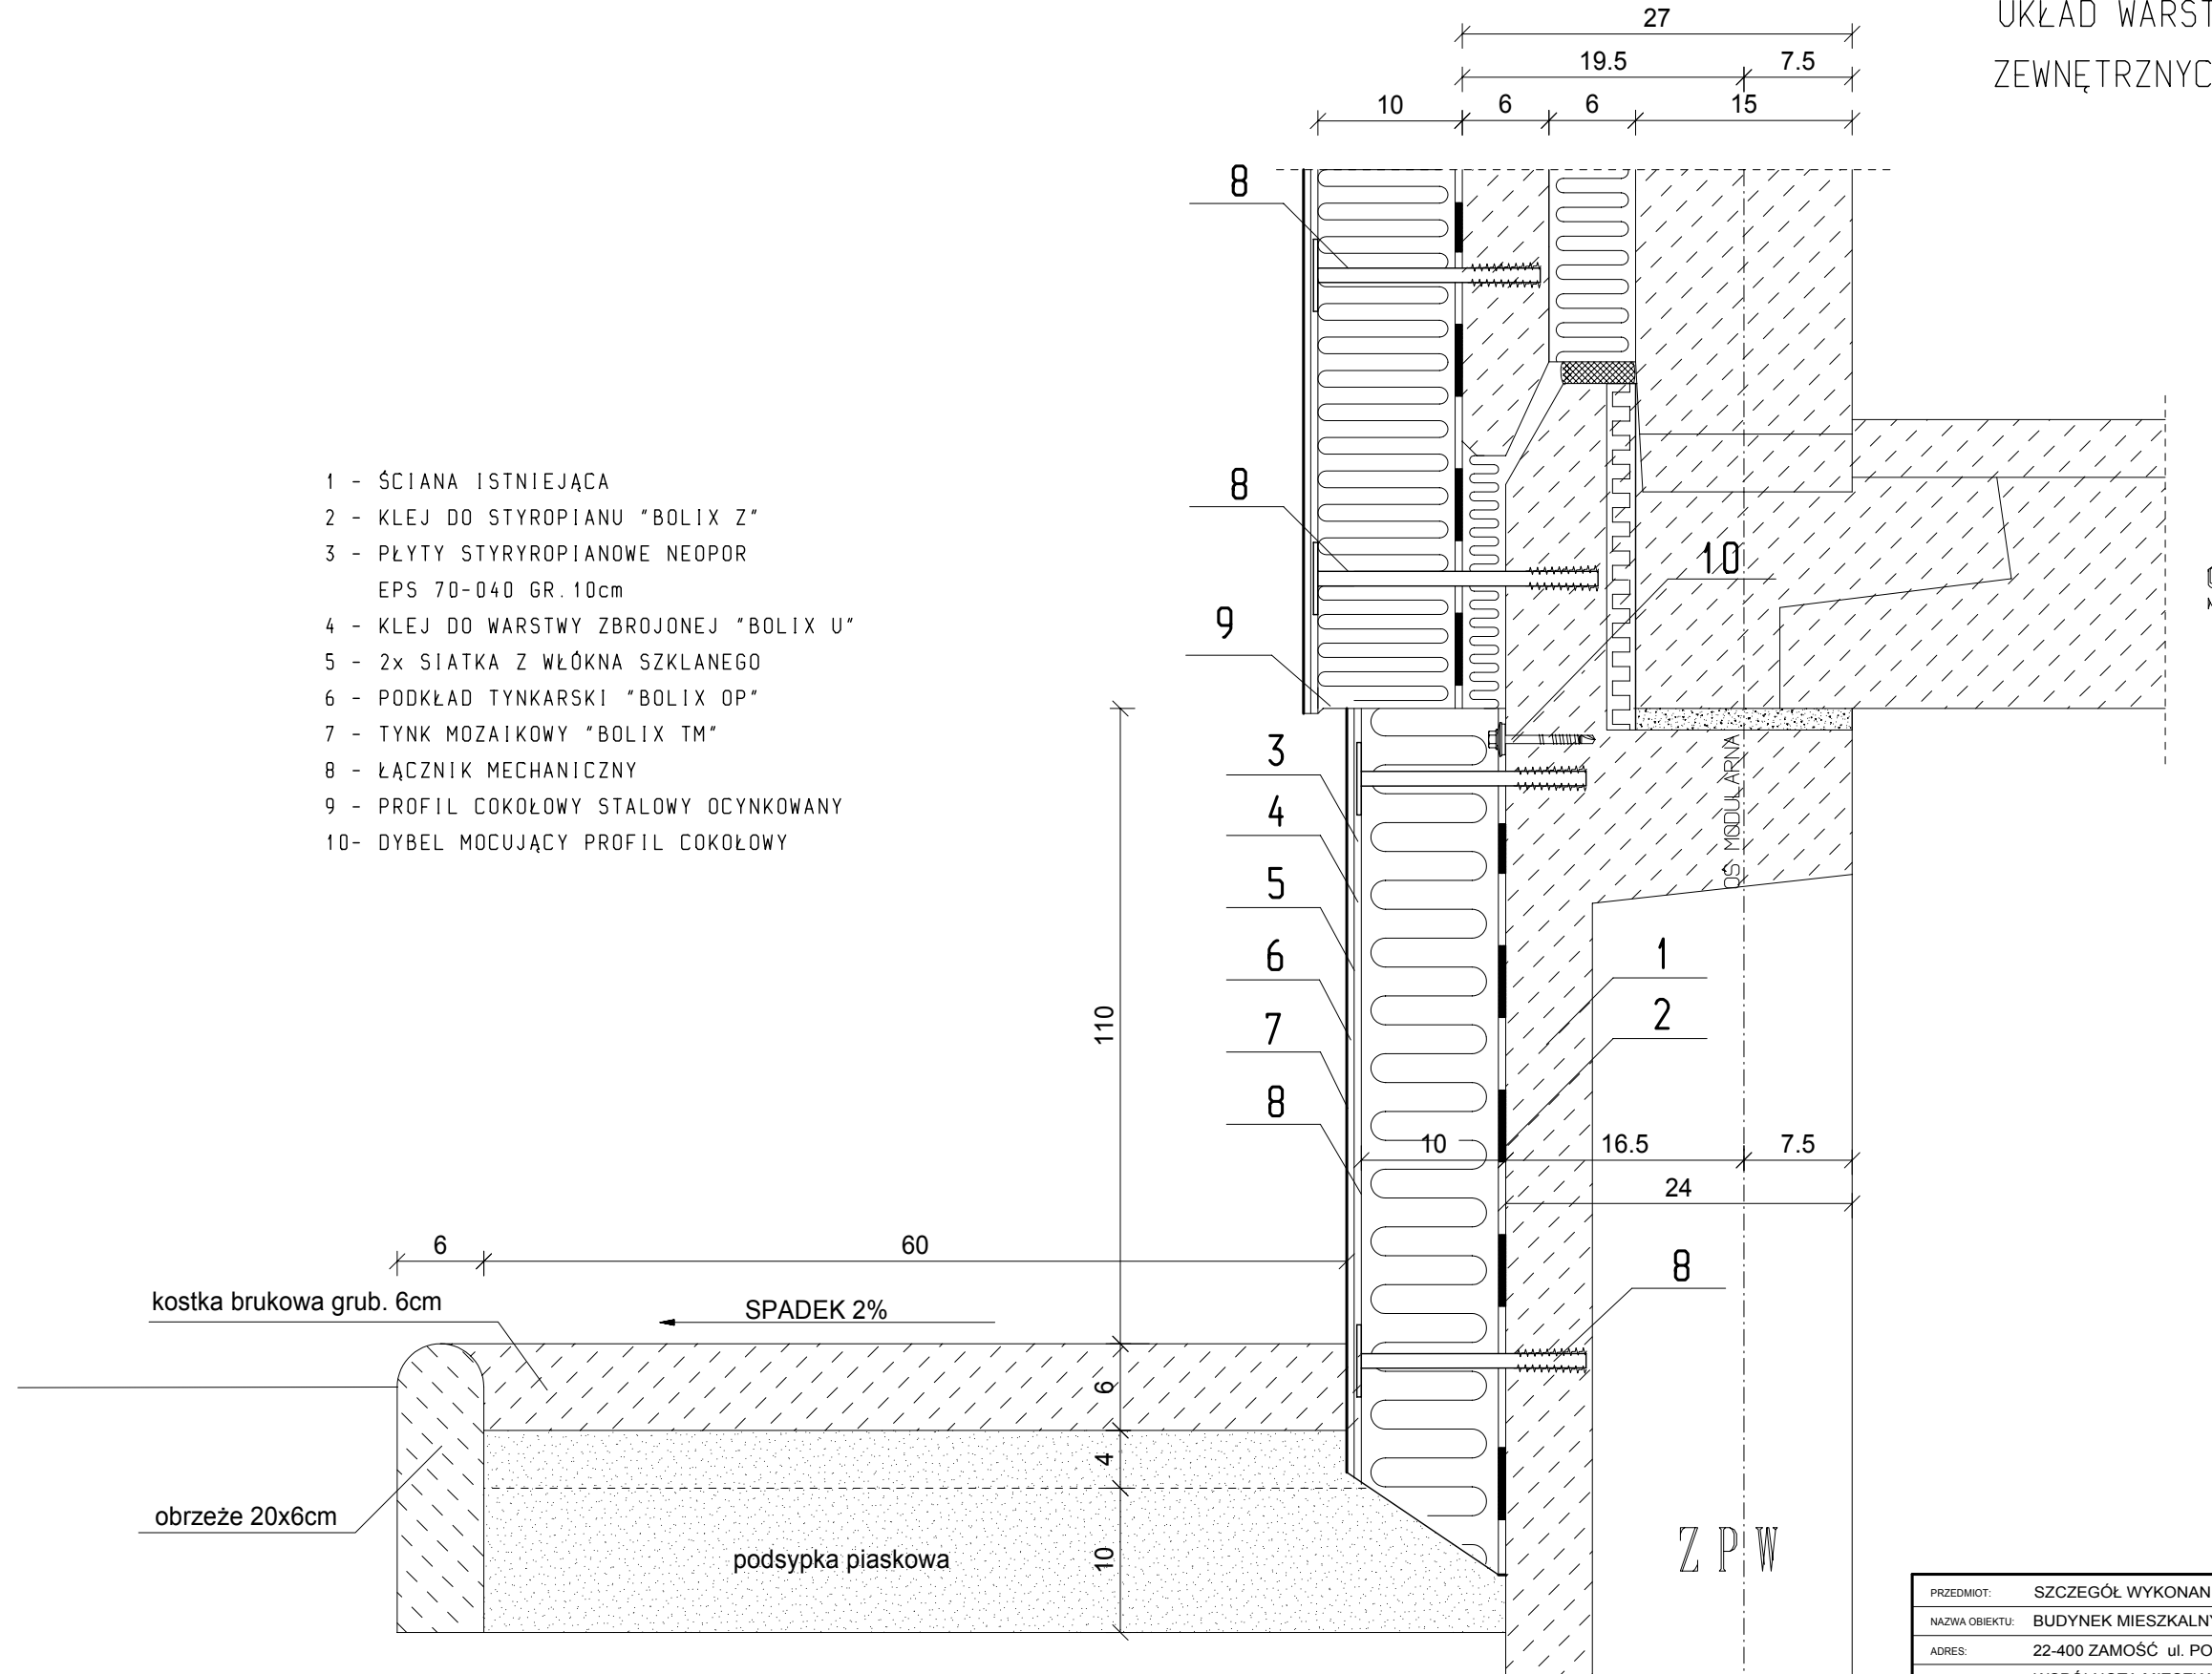 UKŁAD WARST
ZEWNĘTRZNYC
27
19.5 7.5
10 6 6 15
8
8
9
10
1 - ŚCIANA ISTNIEJĄCA
2 - KLEJ DO STYROPIANU "BOLIX Z"
3 - PŁYTY STYRYROPIANOWE NEOPOR
EPS 70-040 GR.10cm
4 - KLEJ DO WARSTWY ZBROJONEJ "BOLIX U"
5 - 2x SIATKA Z WŁÓKNA SZKLANEGO
6 - PODKŁAD TYNKARSKI "BOLIX OP"
7 - TYNK MOZAIKOWY "BOLIX TM"
8 - ŁĄCZNIK MECHANICZNY
9 - PROFIL COKOŁOWY STALOWY OCYNKOWANY
10- DYBEL MOCUJĄCY PROFIL COKOŁOWY
3
4
5
6
7
8
OŚ MODULARNA
1
2
110
10 16.5 7.5
24
8
6 60
kostka brukowa grub. 6cm
SPADEK 2%
6
4
10
obrzeże 20x6cm
podsypka piaskowa
ZPW
PRZEDMIOT: SZCZEGÓŁ WYKONAN
NAZWA OBIEKTU: BUDYNEK MIESZKALN
ADRES: 22-400 ZAMOŚĆ ul. PO